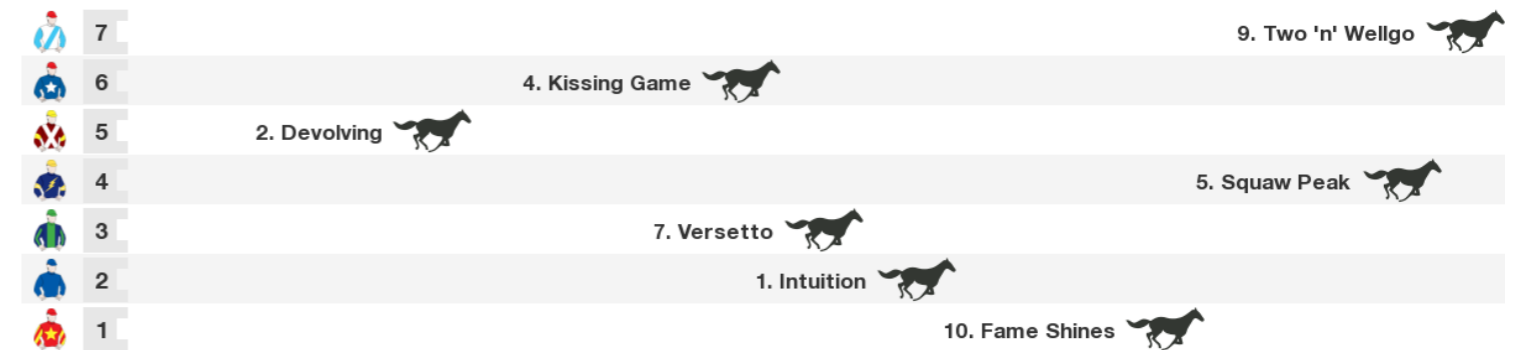 7 9. Two 'n' Wellgo
6 4. Kissing Game
5 2. Devolving
4 5. Squaw Peak
3 7. Versetto
2 1. Intuition
1 10. Fame Shines